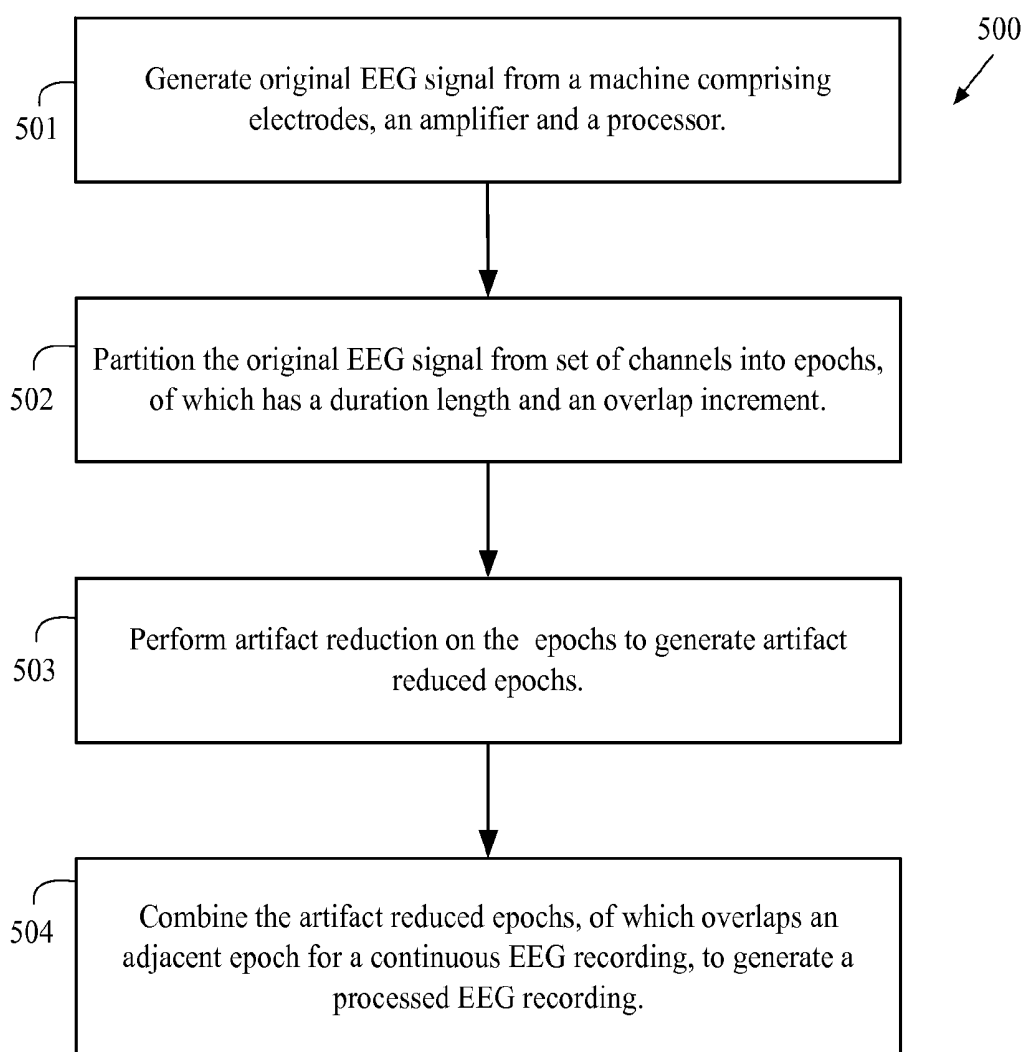 500
Generate original EEG signal from a machine comprising
electrodes, an amplifier and a processor.
501
Partition the original EEG signal from set of channels into epochs,
of which has a duration length and an overlap increment.
502
Perform artifact reduction on the epochs to generate artifact
reduced epochs.
503
Combine the artifact reduced epochs, of which overlaps an
adjacent epoch for a continuous EEG recording, to generate a
processed EEG recording.
504